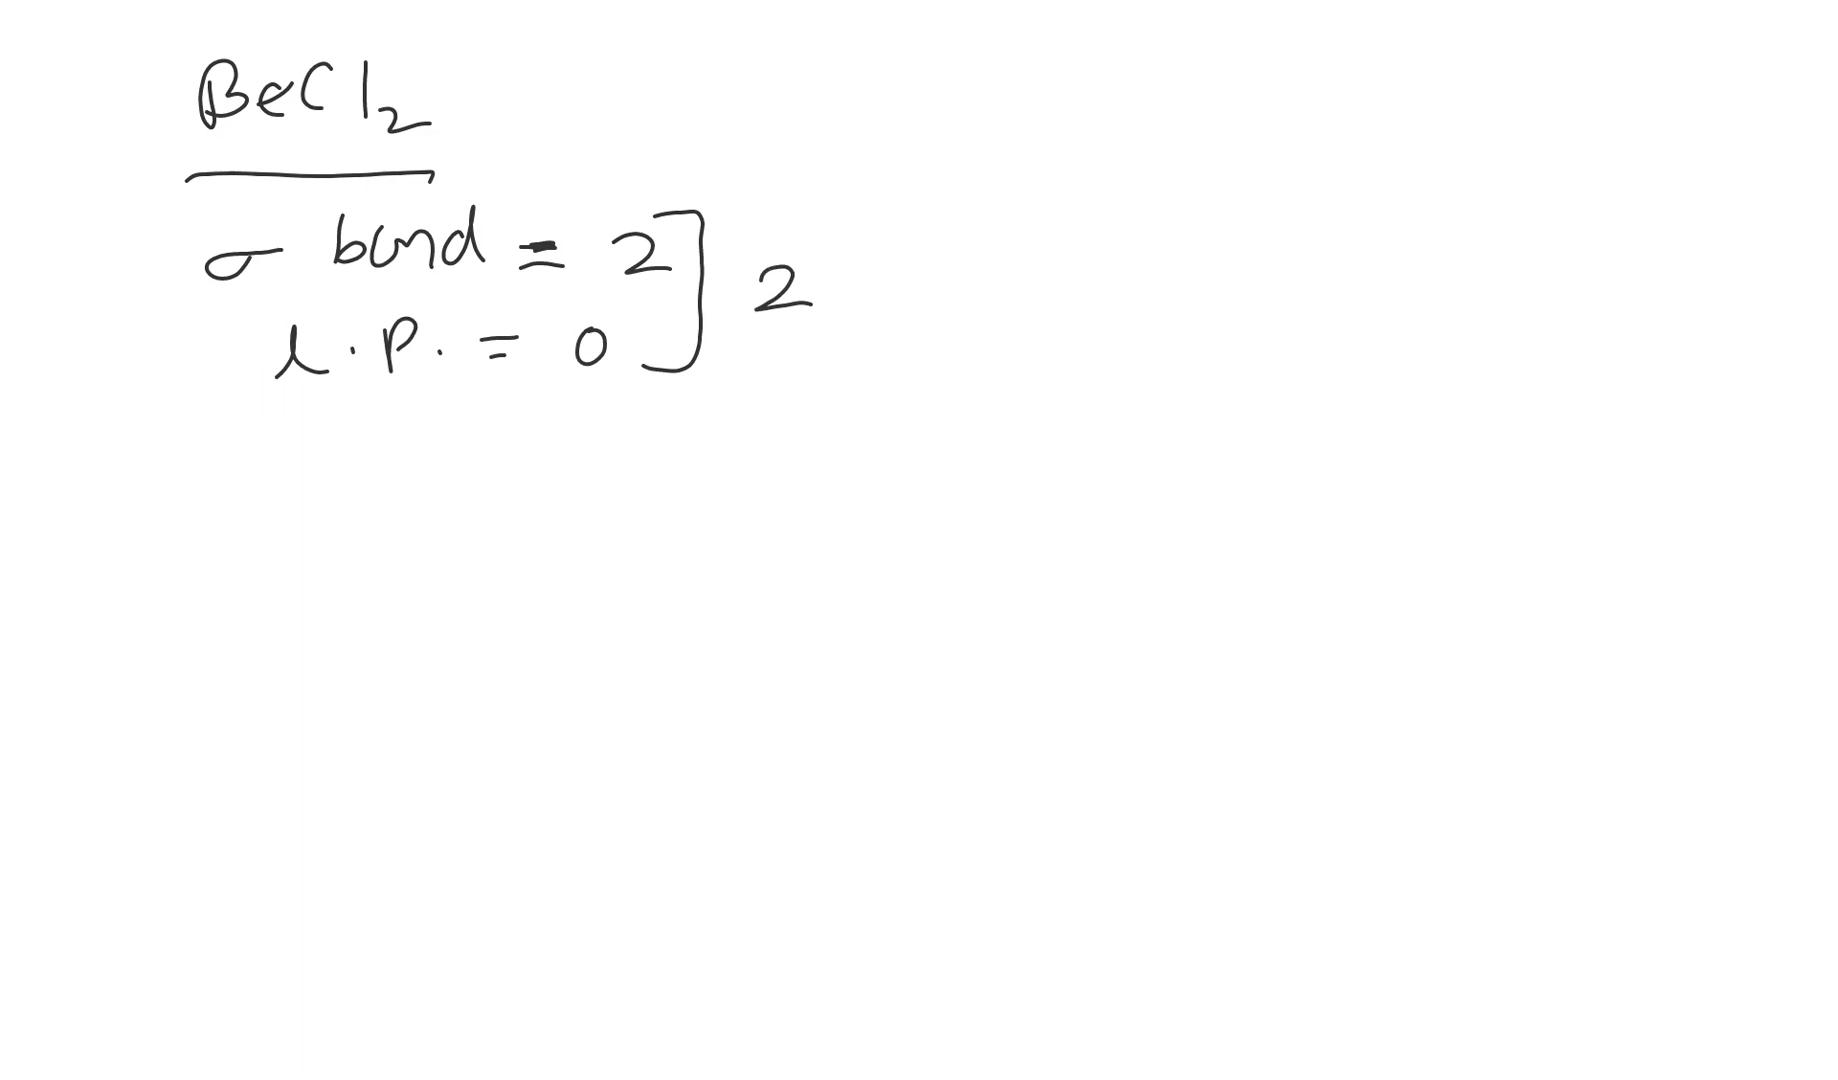 BeCl₂
σ bond = 2 ] 2
l.p. = 0